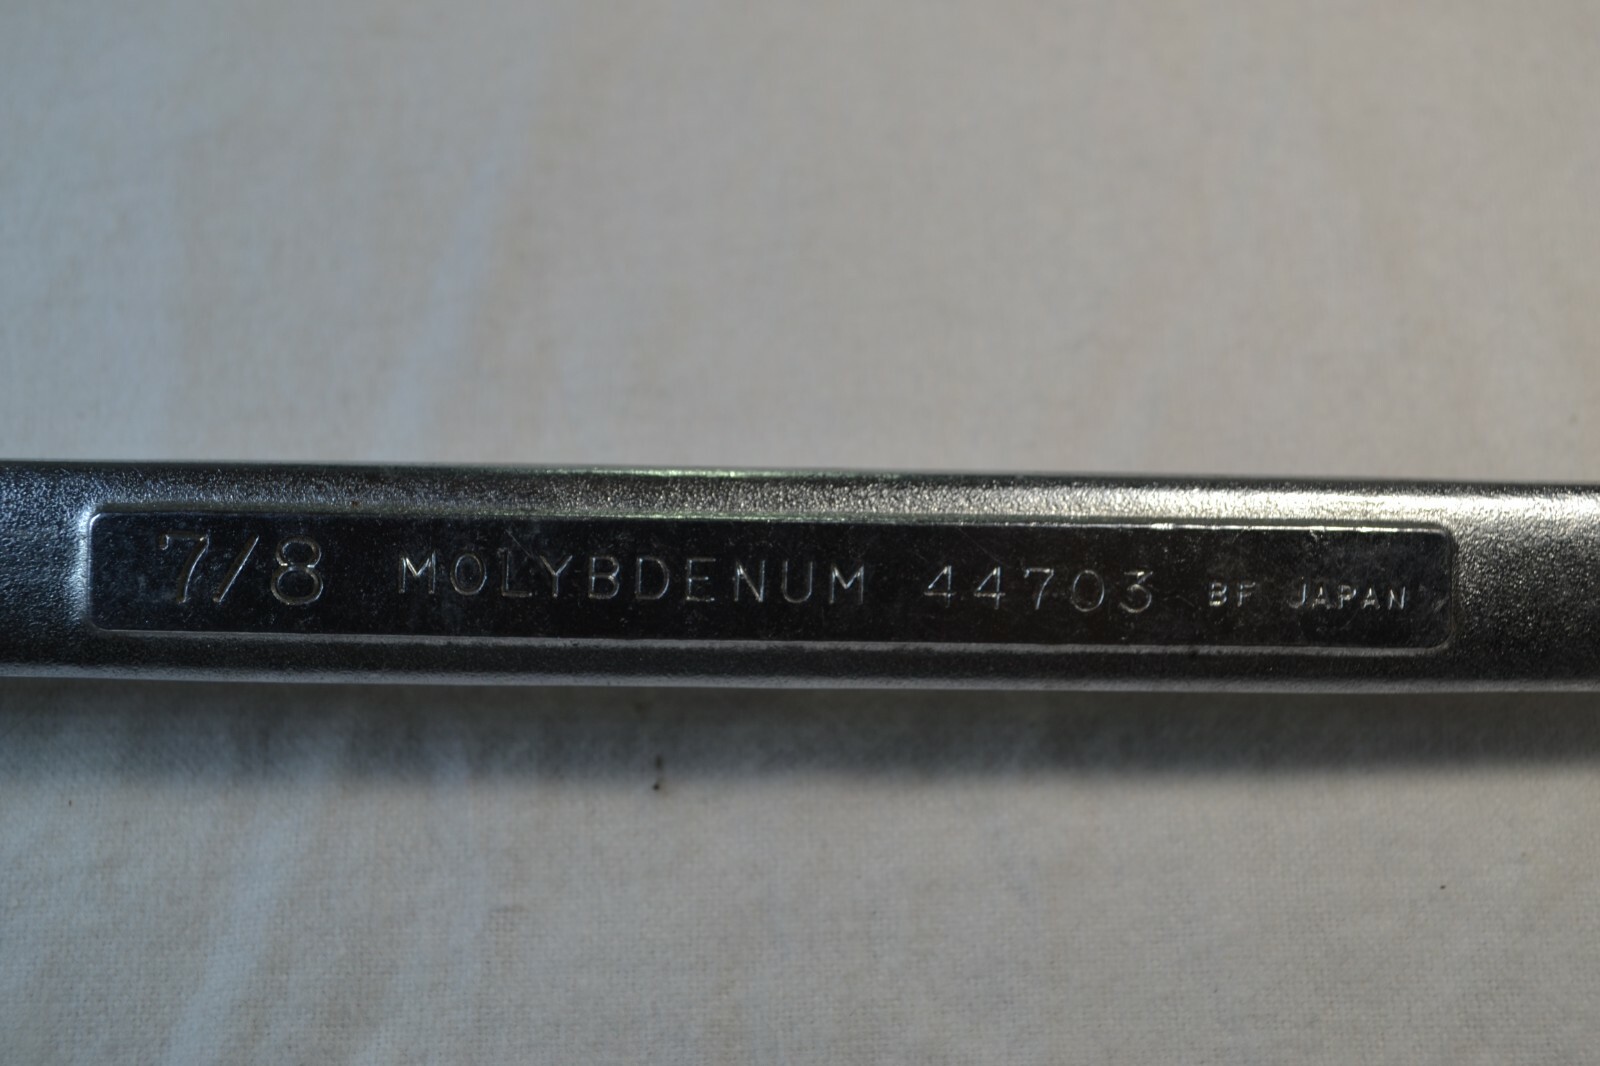 7/8 MOLYBDENUM 44703 BF JAPAN